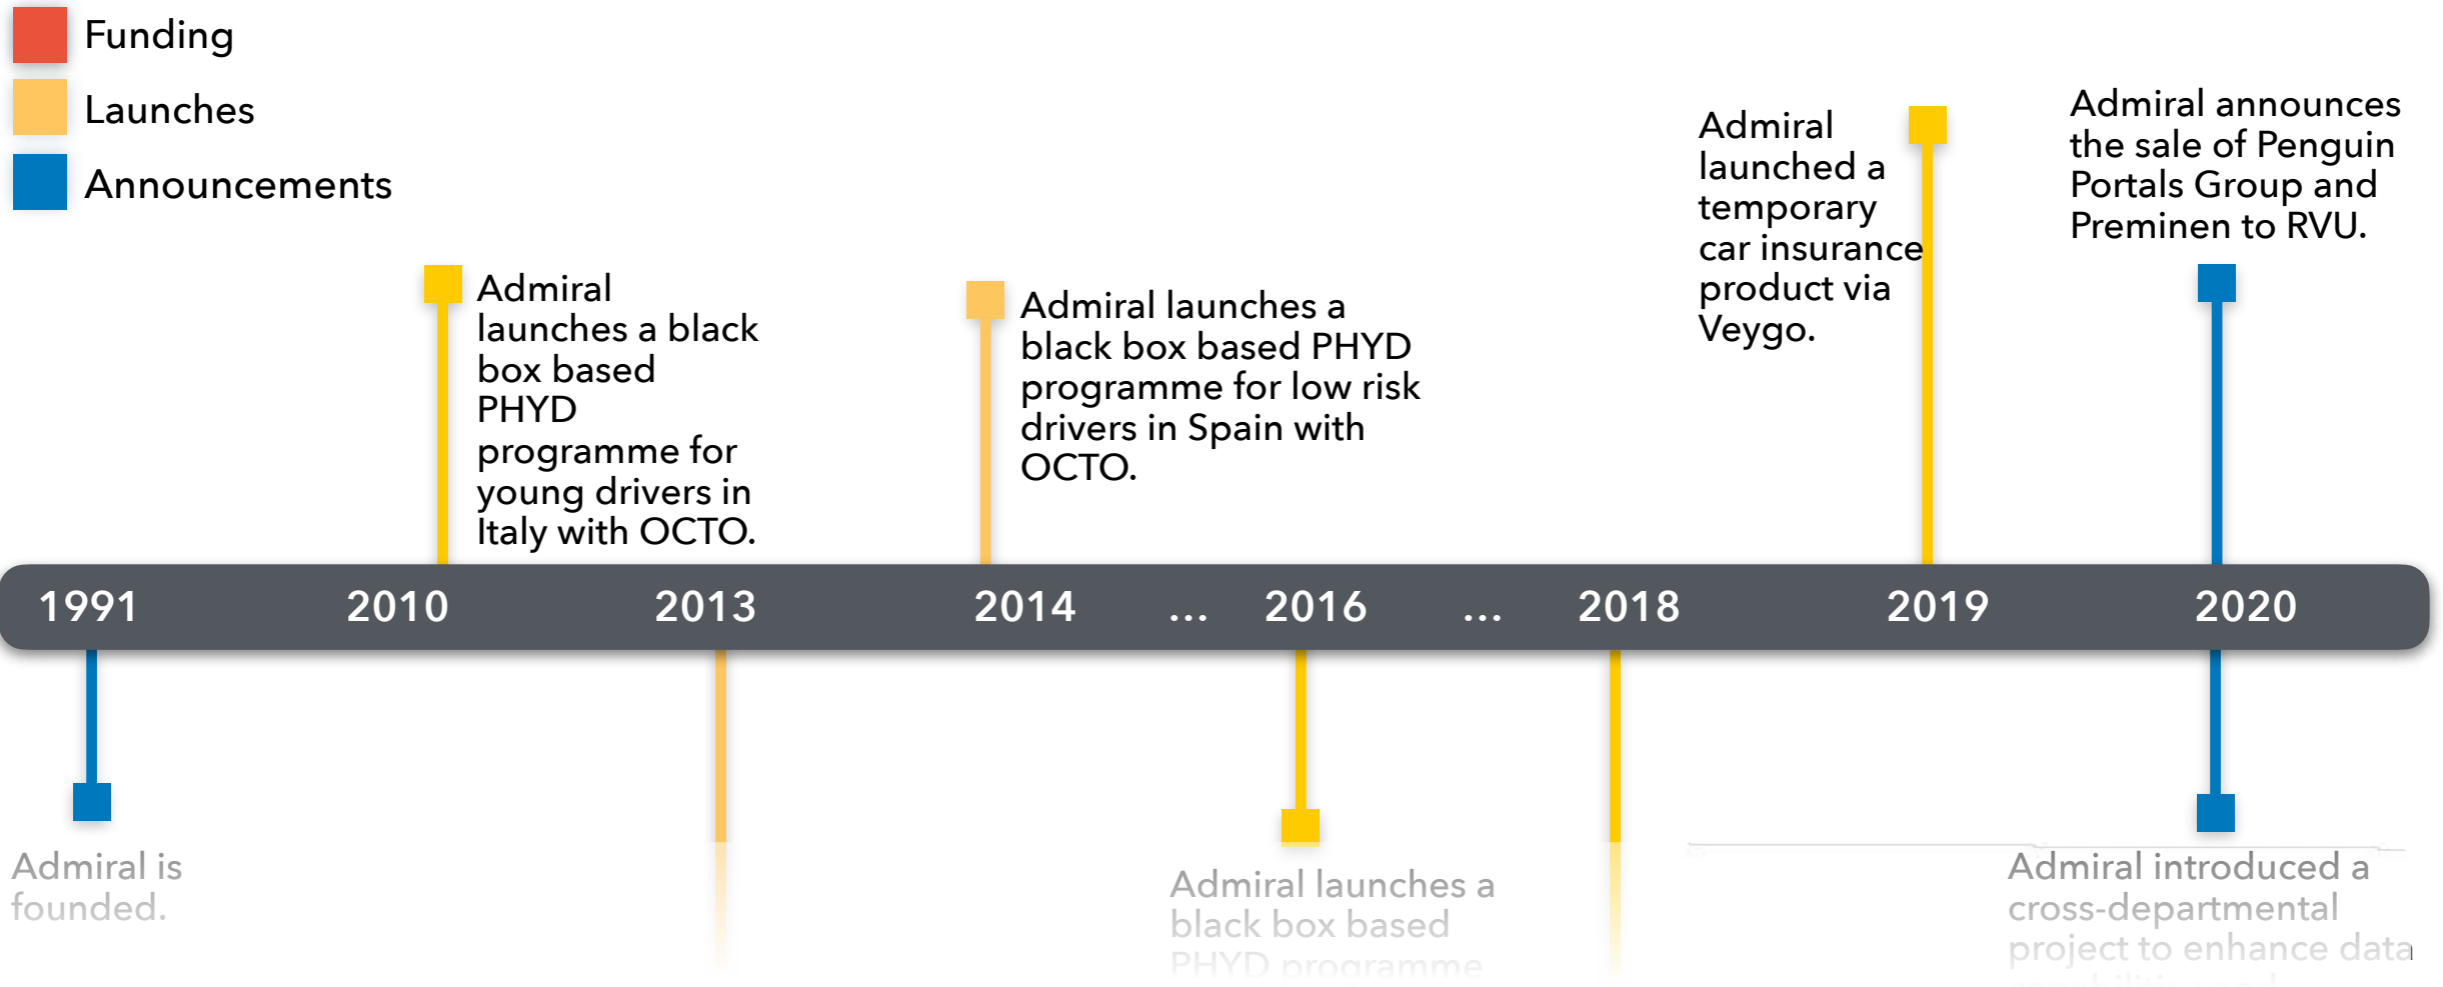 Funding
Launches
Announcements
Admiral
launches a black
box based
PHYD
programme for
young drivers in
Italy with OCTO.
Admiral launches a
black box based PHYD
programme for low risk
drivers in Spain with
OCTO.
Admiral
launched a
temporary
car insurance
product via
Veygo.
Admiral announces
the sale of Penguin
Portals Group and
Preminen to RVU.
1991 2010 2013 2014 ... 2016 ... 2018 2019 2020
Admiral is
founded.
Admiral launches a
black box based
PHYD programme
Admiral introduced a
cross-departmental
project to enhance data